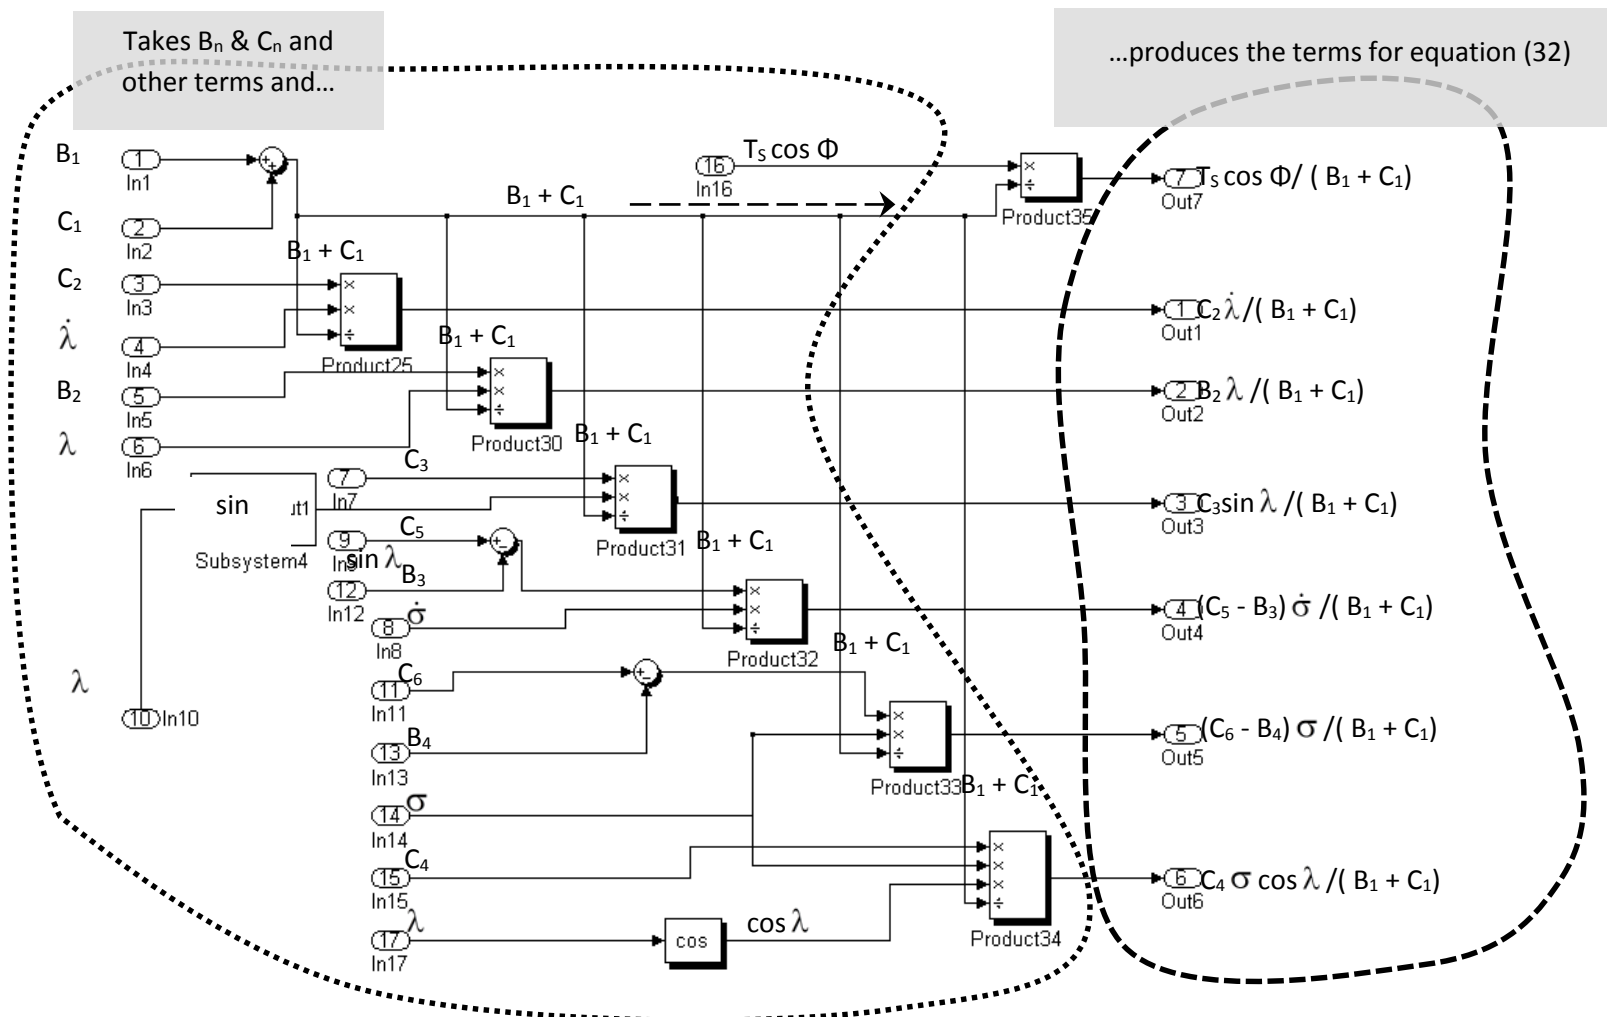 Takes Bn & Cn and
other terms and…
…produces the terms for equation (32)
B1
1
In1
++
C1
2
In2
TS cos Φ
16
In16
×
÷
Product35
7
TS cos Φ/ ( B1 + C1)
Out7
B1 + C1
B1 + C1
C2
3
In3
λ̇
4
In4
×
×
÷
Product25
1
C2 λ̇ /( B1 + C1)
Out1
B1 + C1
B2
5
In5
λ
6
In6
×
×
÷
Product30
2
B2 λ /( B1 + C1)
Out2
B1 + C1
C3
7
In7
sin
ut1
Subsystem4
×
×
÷
Product31
3
C3sin λ /( B1 + C1)
Out3
B1 + C1
C5
9
In9
sin λ
+-
B3
12
In12
σ̇
8
In8
×
×
÷
Product32
4
(C5 - B3) σ̇ /( B1 + C1)
Out4
B1 + C1
λ
10
In10
C6
11
In11
+-
B4
13
In13
×
×
÷
Product33
5
(C6 - B4) σ /( B1 + C1)
Out5
B1 + C1
σ
14
In14
C4
15
In15
λ
17
In17
cos
cos λ
×
×
×
÷
Product34
6
C4 σ cos λ /( B1 + C1)
Out6